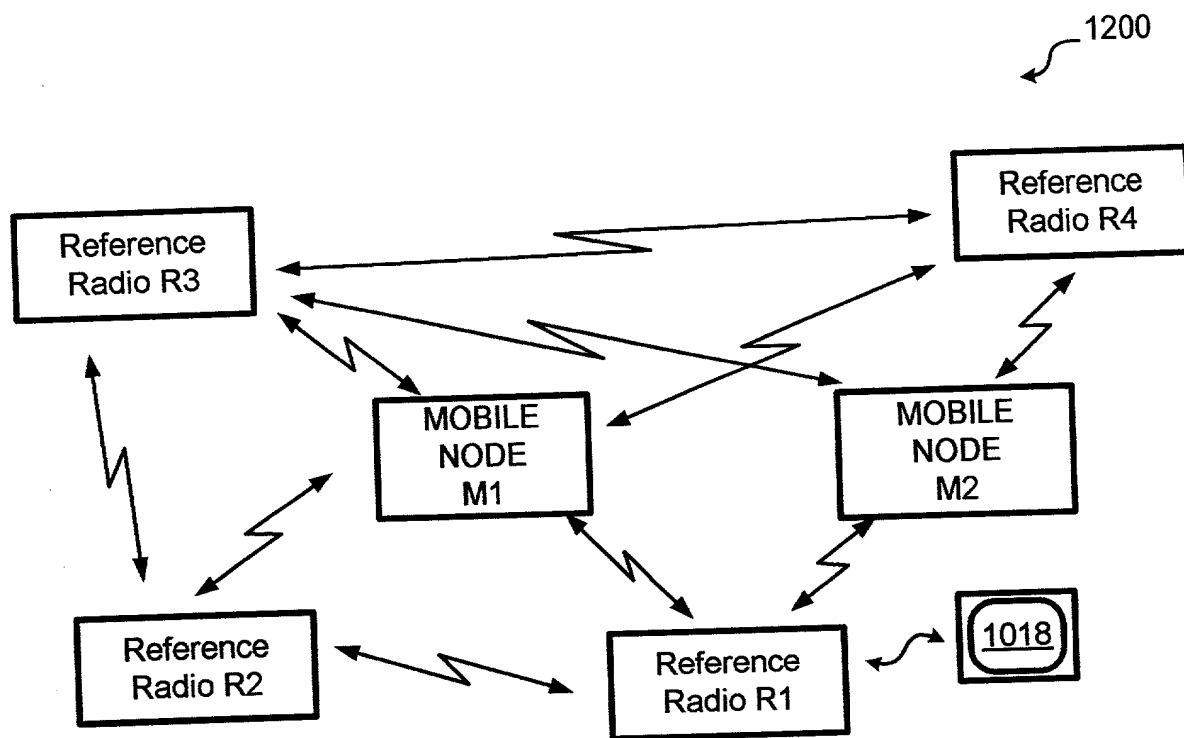 1200
Reference
Radio R4
Reference
Radio R3
MOBILE
NODE
M1
MOBILE
NODE
M2
Reference
Radio R2
Reference
Radio R1
1018